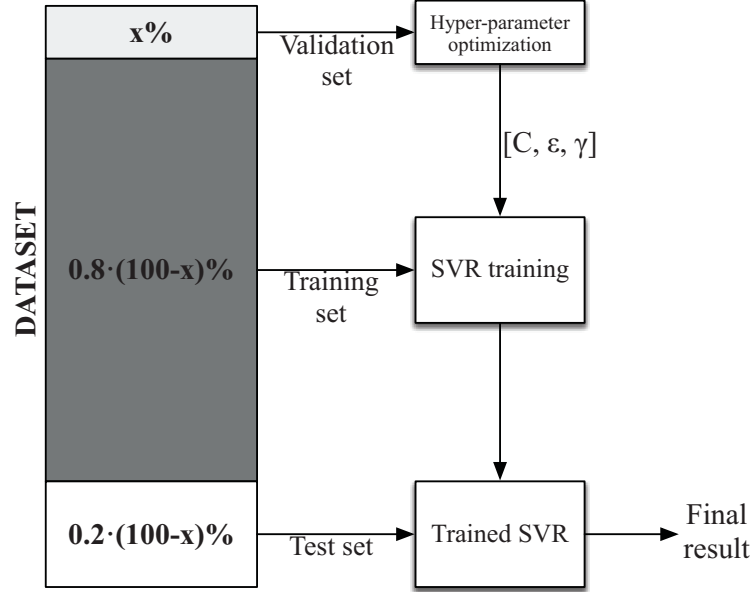 x%
Validation
set
Hyper-parameter
optimization
[C, ε, γ]
DATASET
0.8·(100-x)%
Training
set
SVR training
0.2·(100-x)%
Test set
Trained SVR
Final
result